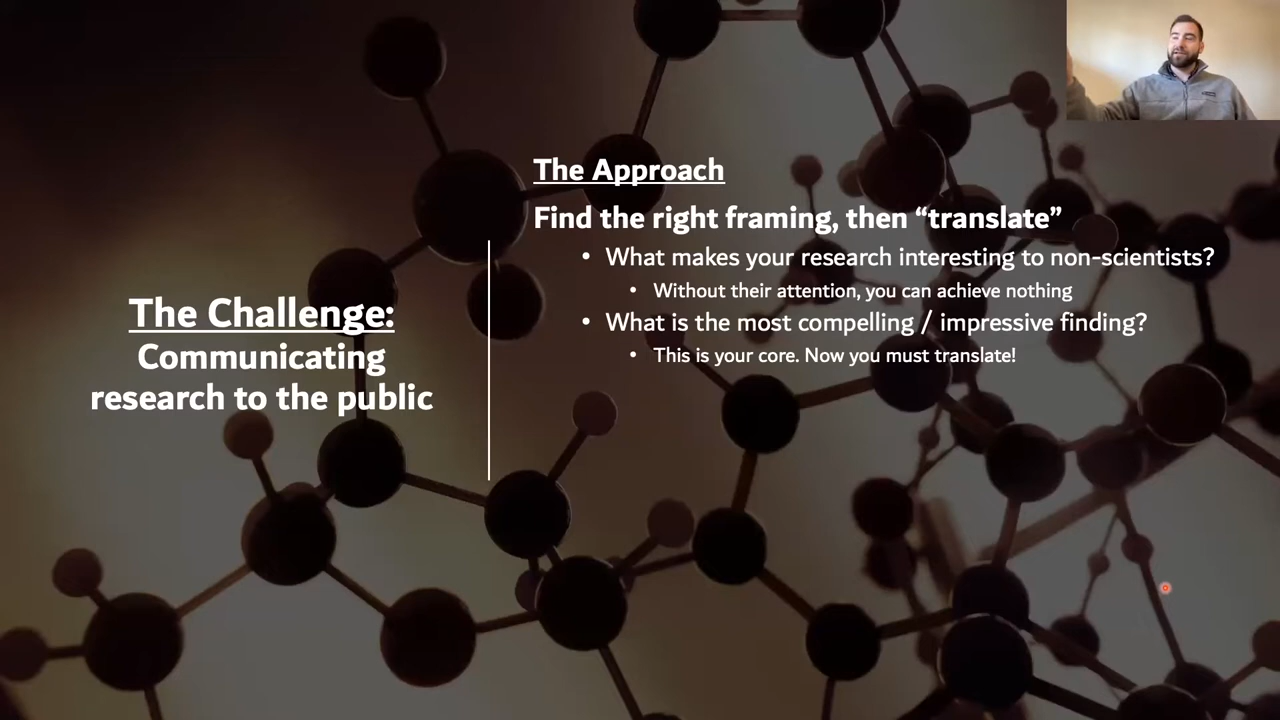 The Challenge:
Communicating
research to the public
The Approach
Find the right framing, then “translate”
• What makes your research interesting to non-scientists?
• Without their attention, you can achieve nothing
• What is the most compelling / impressive finding?
• This is your core. Now you must translate!